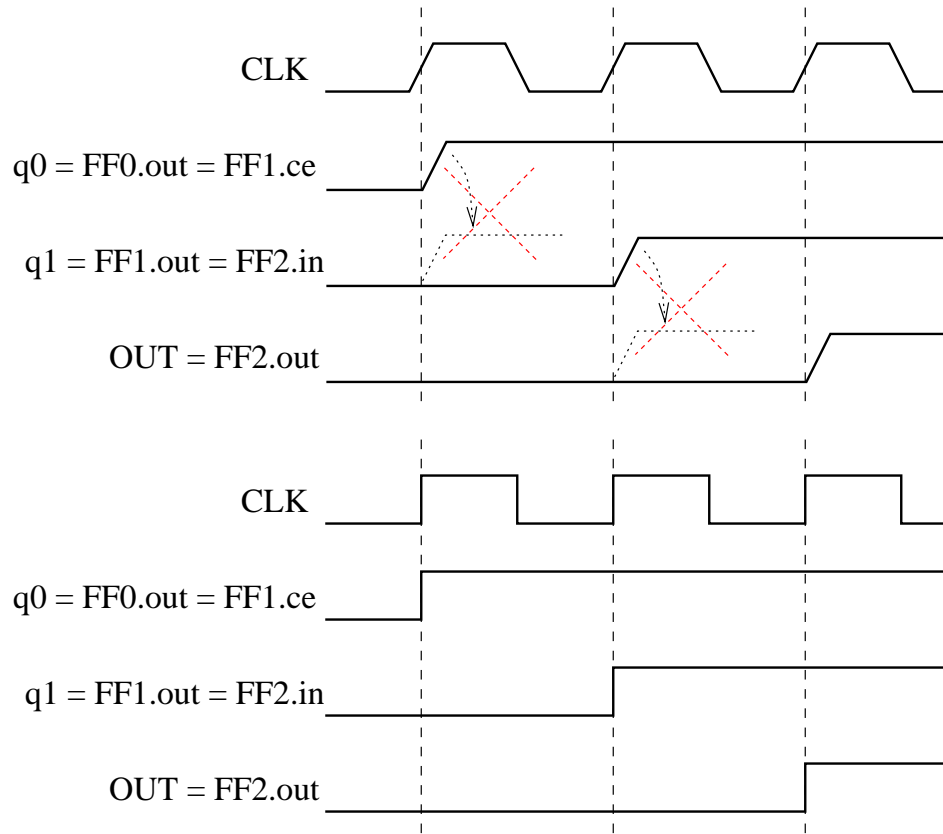 CLK
q0 = FF0.out = FF1.ce
q1 = FF1.out = FF2.in
OUT = FF2.out
CLK
q0 = FF0.out = FF1.ce
q1 = FF1.out = FF2.in
OUT = FF2.out